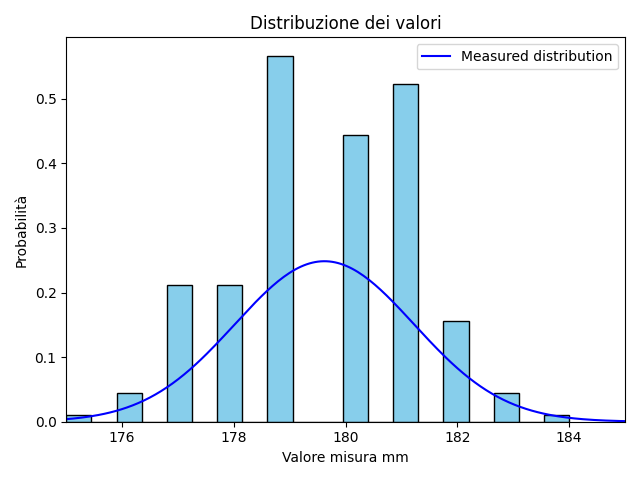 Distribuzione dei valori
Measured distribution
Probabilità
0.5
0.4
0.3
0.2
0.1
0.0
176 178 180 182 184
Valore misura mm